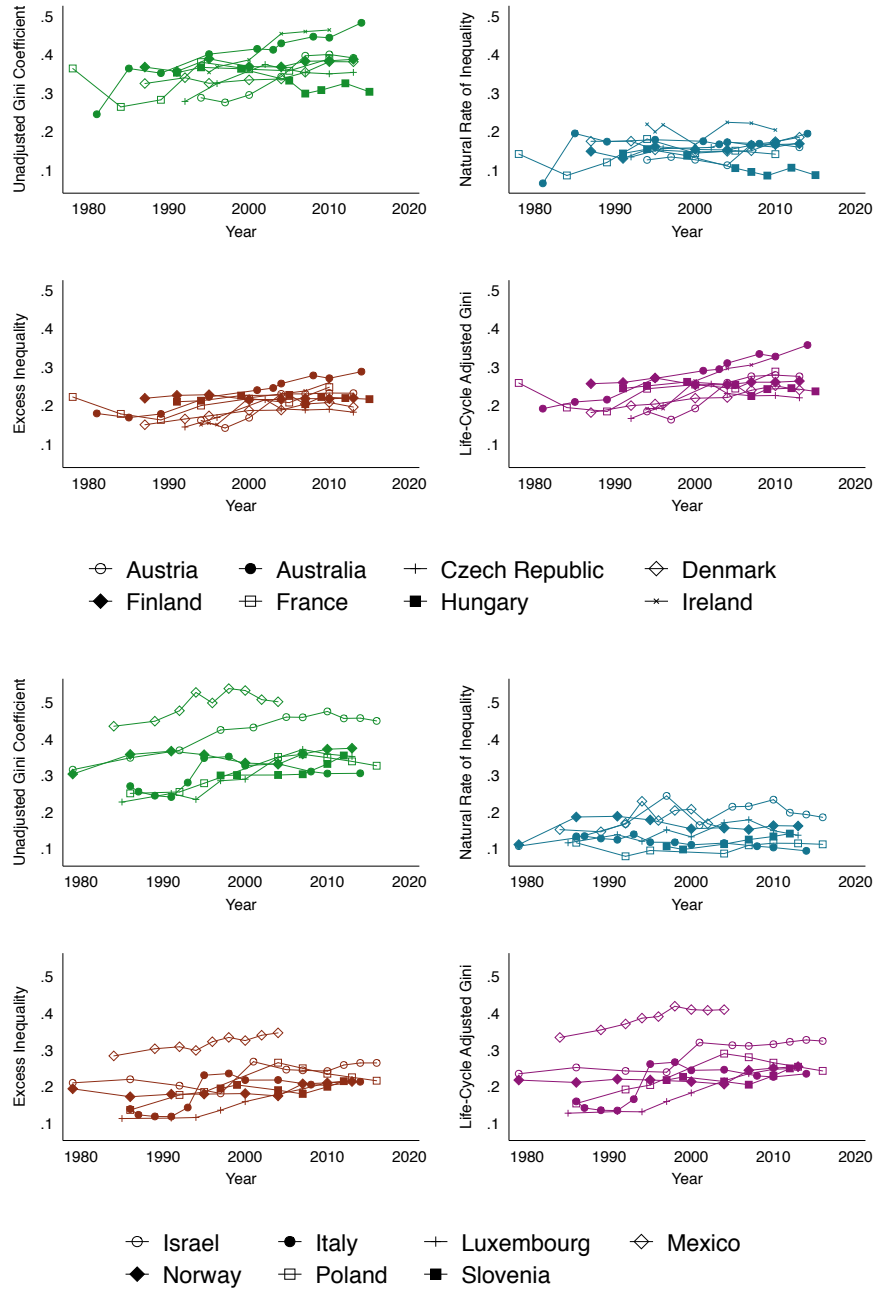 Unadjusted Gini Coefficient
.5
.4
.3
.2
.1
1980 1990 2000 2010 2020
Year
Natural Rate of Inequality
.5
.4
.3
.2
.1
1980 1990 2000 2010 2020
Year
Excess Inequality
.5
.4
.3
.2
.1
1980 1990 2000 2010 2020
Year
Life-Cycle Adjusted Gini
.5
.4
.3
.2
.1
1980 1990 2000 2010 2020
Year
Austria Australia Czech Republic Denmark
Finland France Hungary Ireland
Unadjusted Gini Coefficient
.5
.4
.3
.2
.1
1980 1990 2000 2010 2020
Year
Natural Rate of Inequality
.5
.4
.3
.2
.1
1980 1990 2000 2010 2020
Year
Excess Inequality
.5
.4
.3
.2
.1
1980 1990 2000 2010 2020
Year
Life-Cycle Adjusted Gini
.5
.4
.3
.2
.1
1980 1990 2000 2010 2020
Year
Israel Italy Luxembourg Mexico
Norway Poland Slovenia